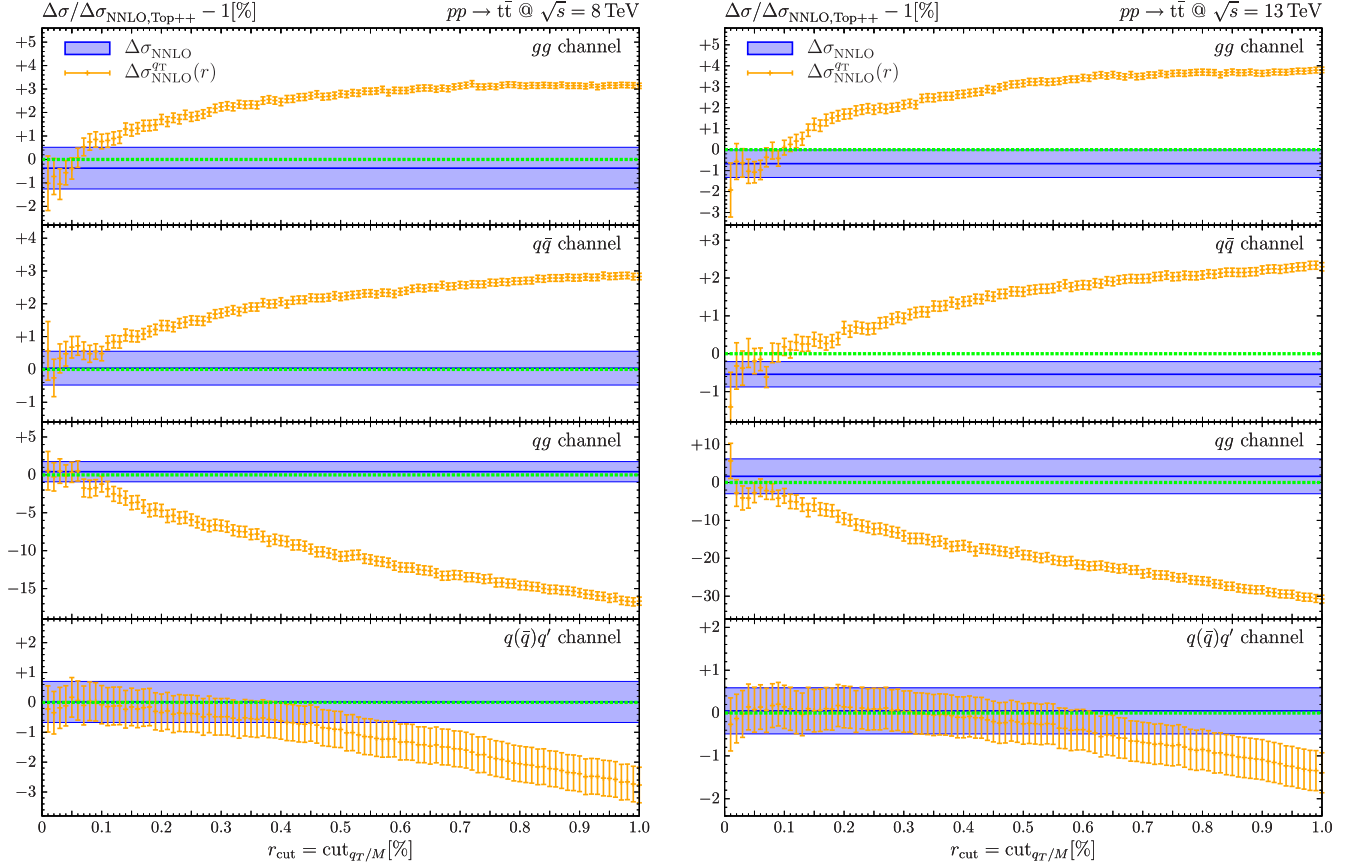 Δσ/Δσ_NNLO,Top++ − 1[%] pp → tt̄ @ √s = 8 TeV
+5
+4
+3
+2
+1
0
−1
−2
gg channel
Δσ_NNLO
Δσ^qT_NNLO(r)
+4
+3
+2
+1
0
−1
qq̄ channel
+5
0
−5
−10
−15
qg channel
+2
+1
0
−1
−2
−3
q(q̄)q′ channel
0 0.1 0.2 0.3 0.4 0.5 0.6 0.7 0.8 0.9 1.0
r_cut = cut_qT/M[%]
Δσ/Δσ_NNLO,Top++ − 1[%] pp → tt̄ @ √s = 13 TeV
+5
+4
+3
+2
+1
0
−1
−2
−3
gg channel
Δσ_NNLO
Δσ^qT_NNLO(r)
+3
+2
+1
0
−1
qq̄ channel
+10
0
−10
−20
−30
qg channel
+2
+1
0
−1
−2
q(q̄)q′ channel
0 0.1 0.2 0.3 0.4 0.5 0.6 0.7 0.8 0.9 1.0
r_cut = cut_qT/M[%]